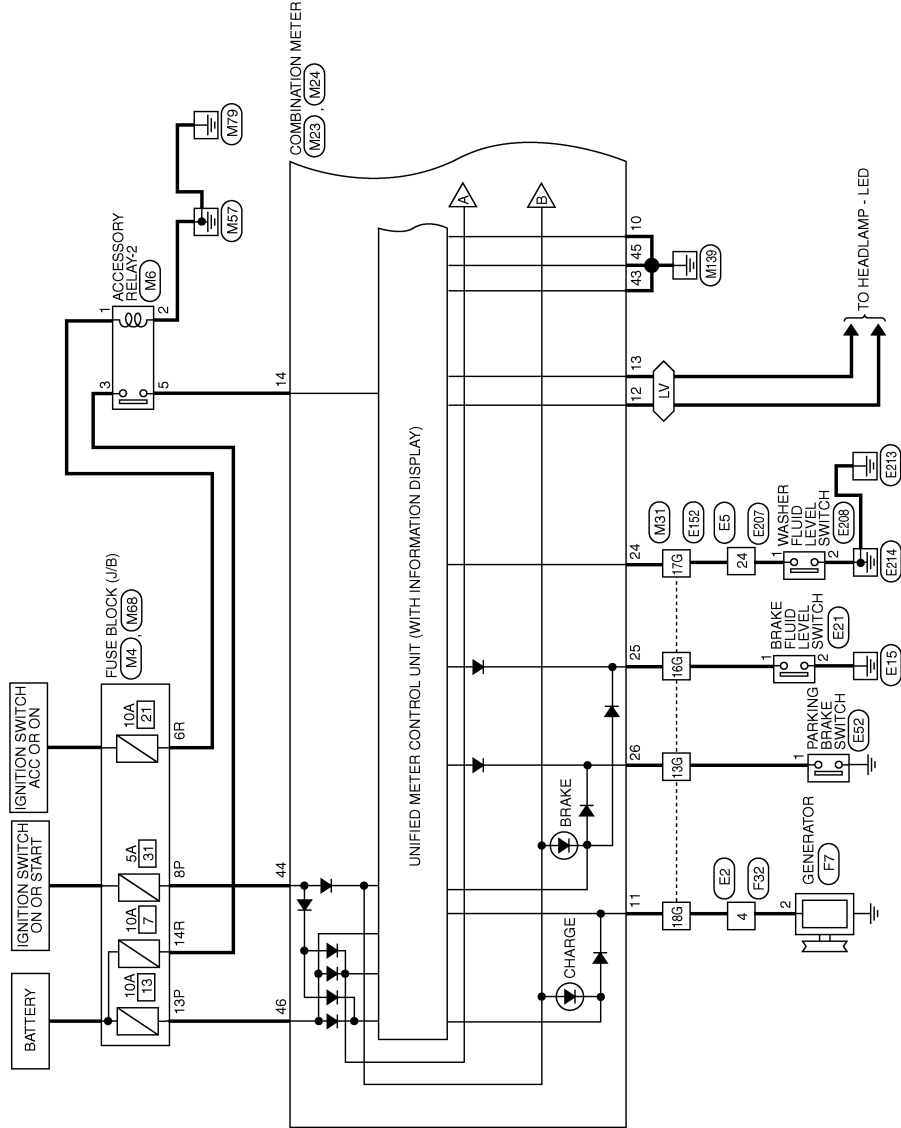 BATTERY
IGNITION SWITCH
ON OR START
IGNITION SWITCH
ACC OR ON
FUSE BLOCK (J/B)
M4 , M68
10A
13
10A
7
5A
31
10A
21
13P
14R
8P
6R
ACCESSORY
RELAY-2
M6
1
2
3
5
M57
M79
COMBINATION METER
M23 , M24
46
44
14
UNIFIED METER CONTROL UNIT (WITH INFORMATION DISPLAY)
A
B
CHARGE
BRAKE
11
26
25
24
12
13
43
45
10
M139
LV
TO HEADLAMP - LED
18G
13G
16G
17G
M31
E152
4
E2
F32
24
E5
E207
2
GENERATOR
F7
1
PARKING
BRAKE
SWITCH
E52
1
2
BRAKE
FLUID
LEVEL
SWITCH
E21
E15
1
2
WASHER
FLUID
LEVEL
SWITCH
E208
E214
E213